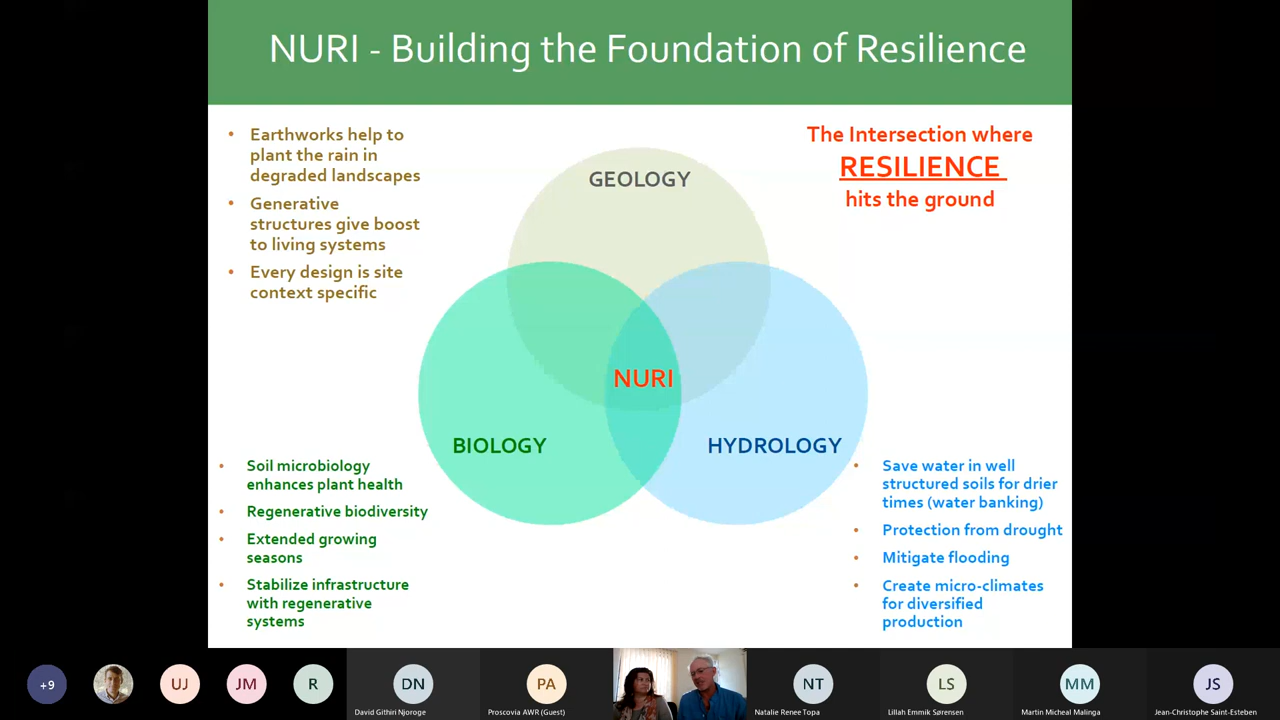 NURI - Building the Foundation of Resilience
• Earthworks help to
plant the rain in
degraded landscapes
• Generative
structures give boost
to living systems
• Every design is site
context specific
The Intersection where
RESILIENCE
hits the ground
GEOLOGY
NURI
BIOLOGY
HYDROLOGY
• Soil microbiology
enhances plant health
• Regenerative biodiversity
• Extended growing
seasons
• Stabilize infrastructure
with regenerative
systems
• Save water in well
structured soils for drier
times (water banking)
• Protection from drought
• Mitigate flooding
• Create micro-climates
for diversified
production
+9
UJ
JM
R
DN
David Githiri Njoroge
PA
Proscovia AWR (Guest)
NT
Natalie Renee Topa
LS
Lillah Emmik Sørensen
MM
Martin Micheal Malinga
JS
Jean-Christophe Saint-Esteben